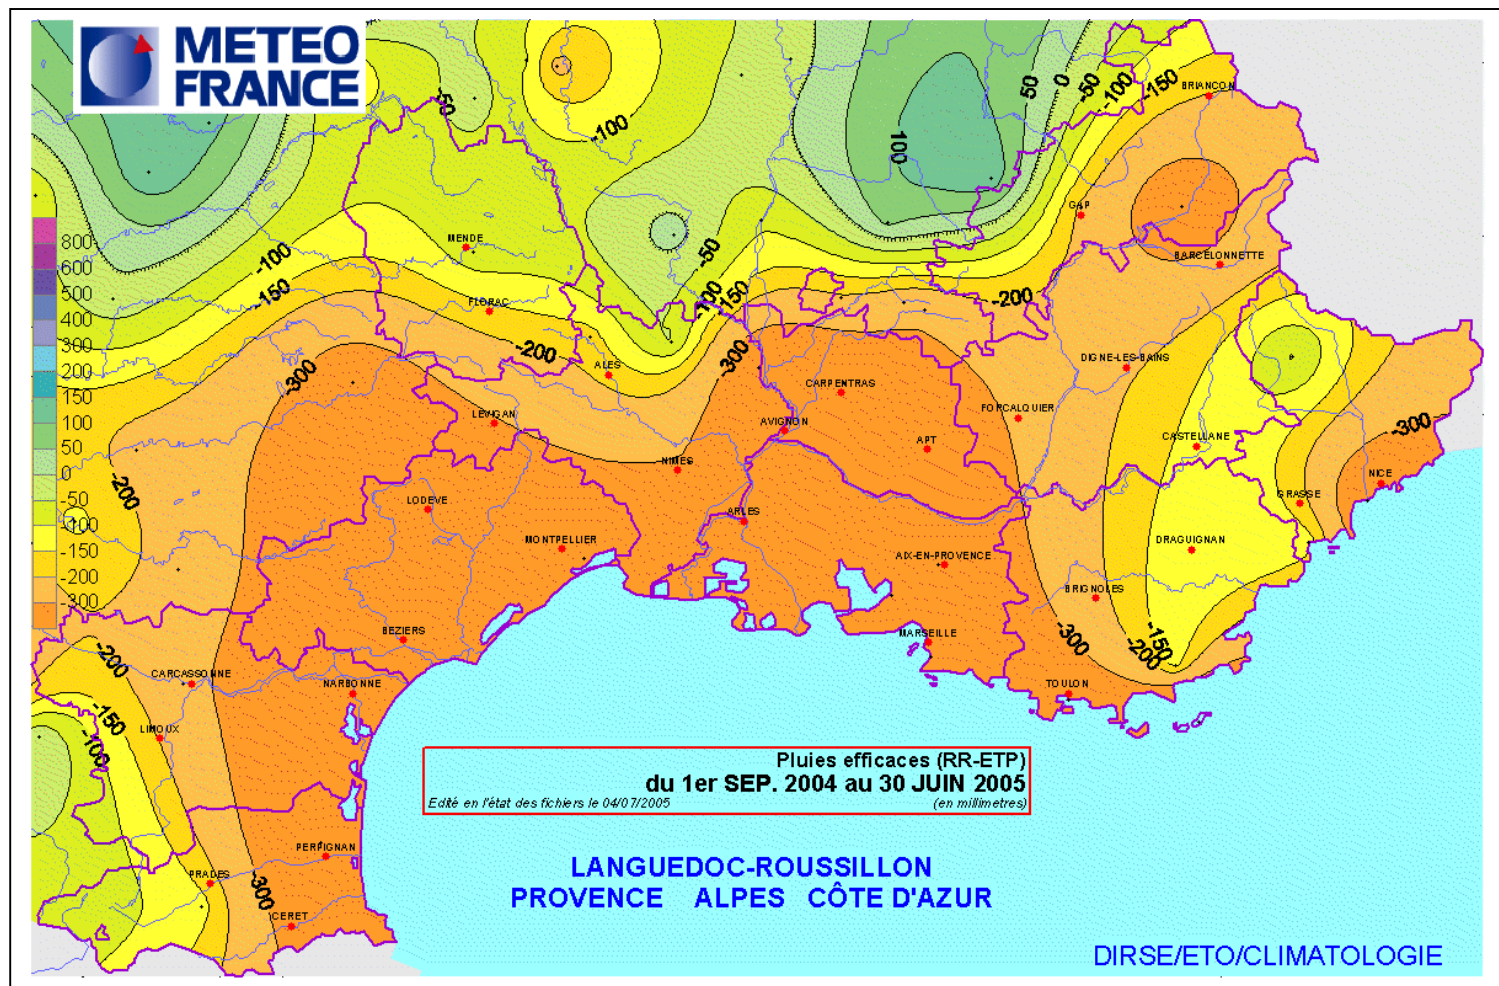 METEO
FRANCE
-50
-100
50
0
-50
-100
-150
BRIANCON
100
GAP
MENDE
-100
-50
BARCELONNETTE
-150
FLORAC
-100
-150
-200
-200
ALES
-300
DIGNE-LES-BAINS
-300
CARPENTRAS
LEVIGAN
AVIGNON
FORCALQUIER
-300
APT
CASTELLANE
NIMES
NICE
-200
LODEVE
ARLES
GRASSE
MONTPELLIER
DRAGUIGNAN
AIX-EN-PROVENCE
BRIGNOLES
BEZIERS
MARSEILLE
-300
-150
-200
-200
CARCASSONNE
NARBONNE
TOULON
-150
LIMOUX
-100
PERPIGNAN
PRADES
-300
CERET
800
600
500
400
300
200
150
100
50
0
-50
-100
-150
-200
-300
Pluies efficaces (RR-ETP)
du 1er SEP. 2004 au 30 JUIN 2005
Edité en l'état des fichiers le 04/07/2005 (en millimetres)
LANGUEDOC-ROUSSILLON
PROVENCE ALPES CÔTE D'AZUR
DIRSE/ETO/CLIMATOLOGIE